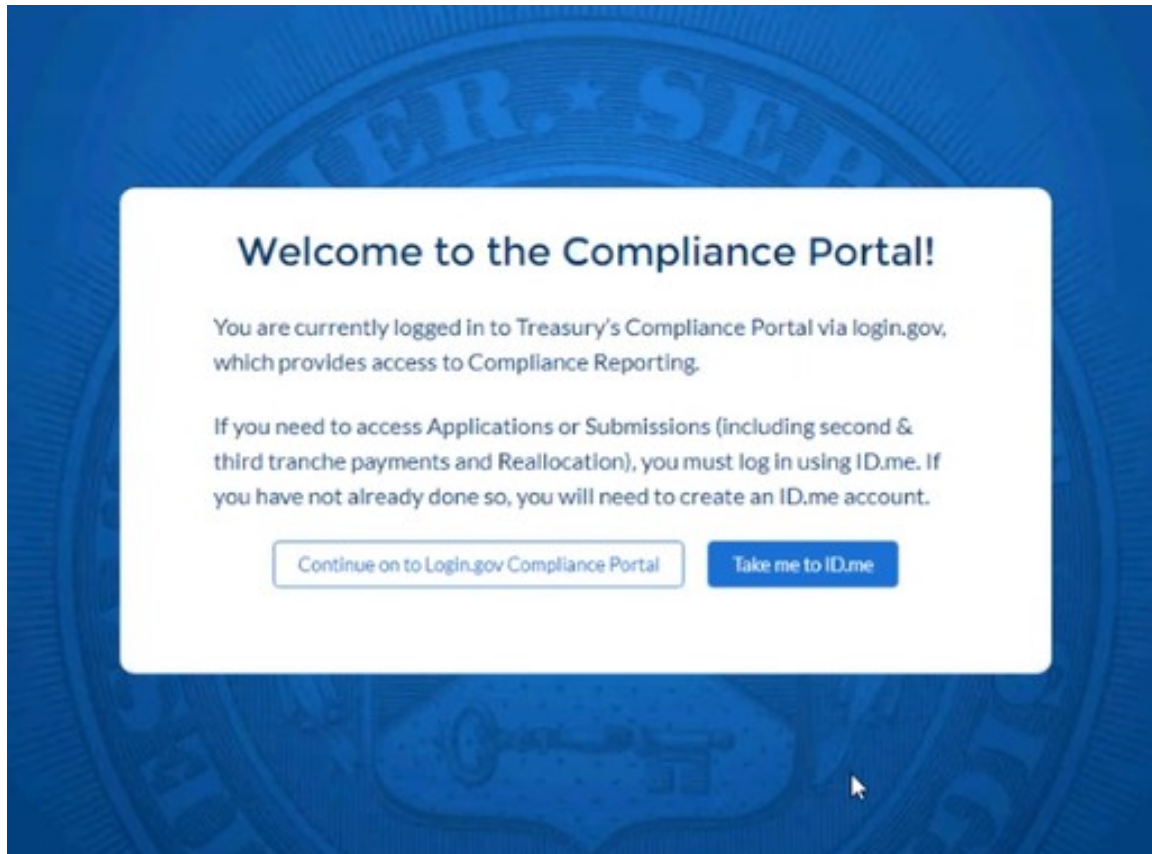 Welcome to the Compliance Portal!
You are currently logged in to Treasury's Compliance Portal via login.gov,
which provides access to Compliance Reporting.
If you need to access Applications or Submissions (including second &
third tranche payments and Reallocation), you must log in using ID.me. If
you have not already done so, you will need to create an ID.me account.
Continue on to Login.gov Compliance Portal
Take me to ID.me